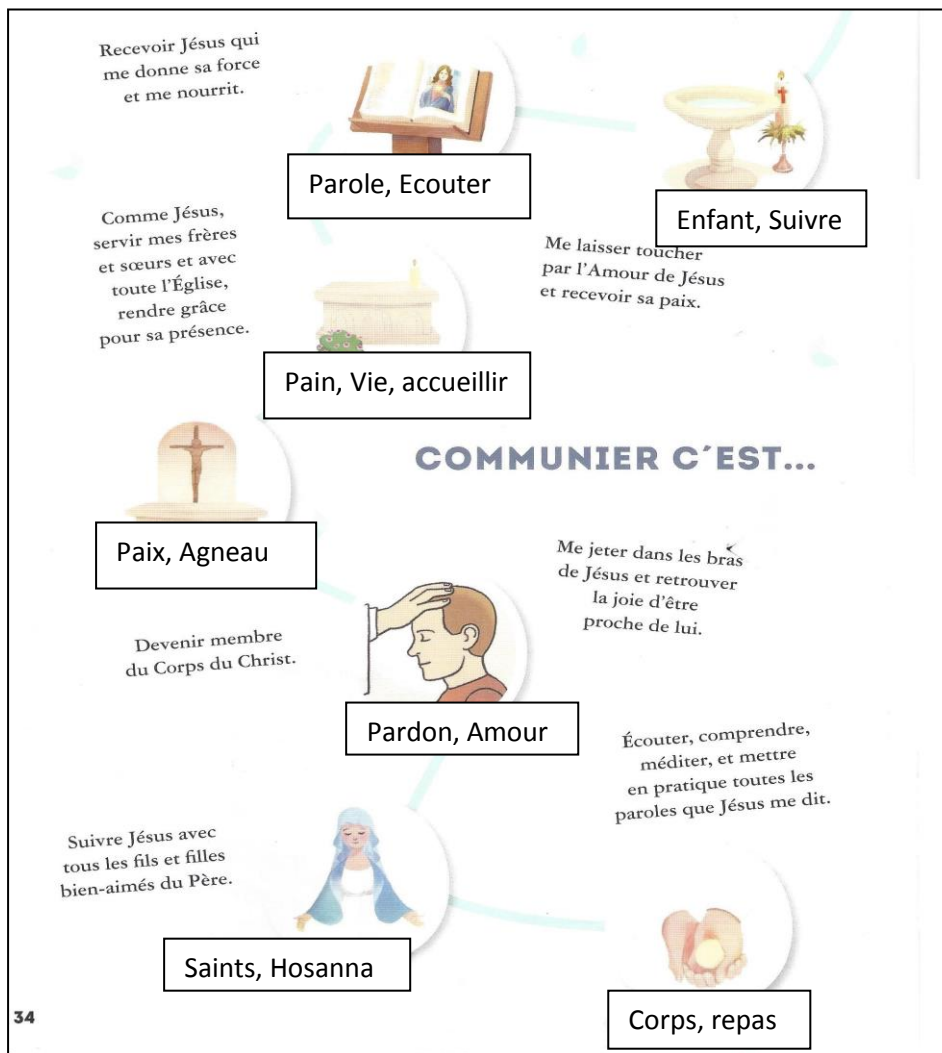 Recevoir Jésus qui
me donne sa force
et me nourrit.
Parole, Ecouter
Enfant, Suivre
Comme Jésus,
servir mes frères
et sœurs et avec
toute l'Église,
rendre grâce
pour sa présence.
Me laisser toucher
par l'Amour de Jésus
et recevoir sa paix.
Pain, Vie, accueillir
COMMUNIER C'EST...
Paix, Agneau
Me jeter dans les bras
de Jésus et retrouver
la joie d'être
proche de lui.
Devenir membre
du Corps du Christ.
Pardon, Amour
Écouter, comprendre,
méditer, et mettre
en pratique toutes les
paroles que Jésus me dit.
Suivre Jésus avec
tous les fils et filles
bien-aimés du Père.
Saints, Hosanna
Corps, repas
34